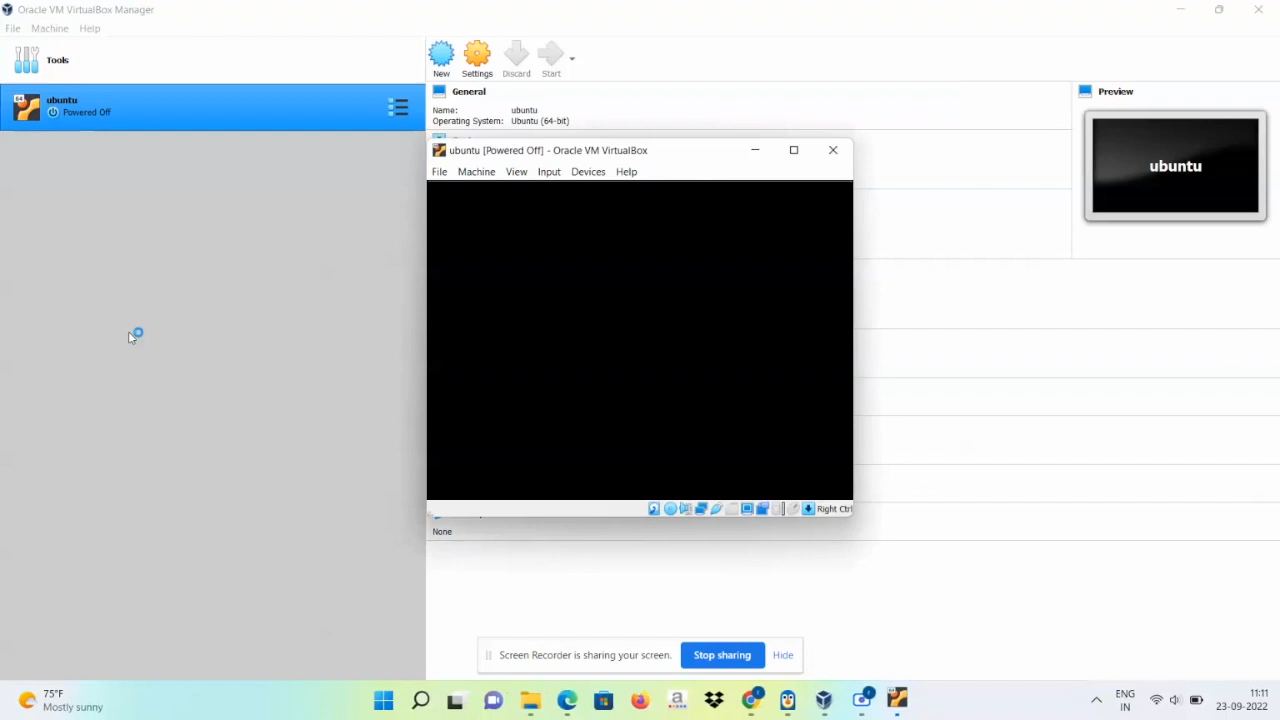 Oracle VM VirtualBox Manager
File Machine Help
Tools
New Settings Discard Start
64
ubuntu
Powered Off
General
Name: ubuntu
Operating System: Ubuntu (64-bit)
Preview
ubuntu
ubuntu [Powered Off] - Oracle VM VirtualBox
File Machine View Input Devices Help
Right Ctrl
None
Screen Recorder is sharing your screen. Stop sharing Hide
75°F
Mostly sunny
ENG
IN
11:11
23-09-2022